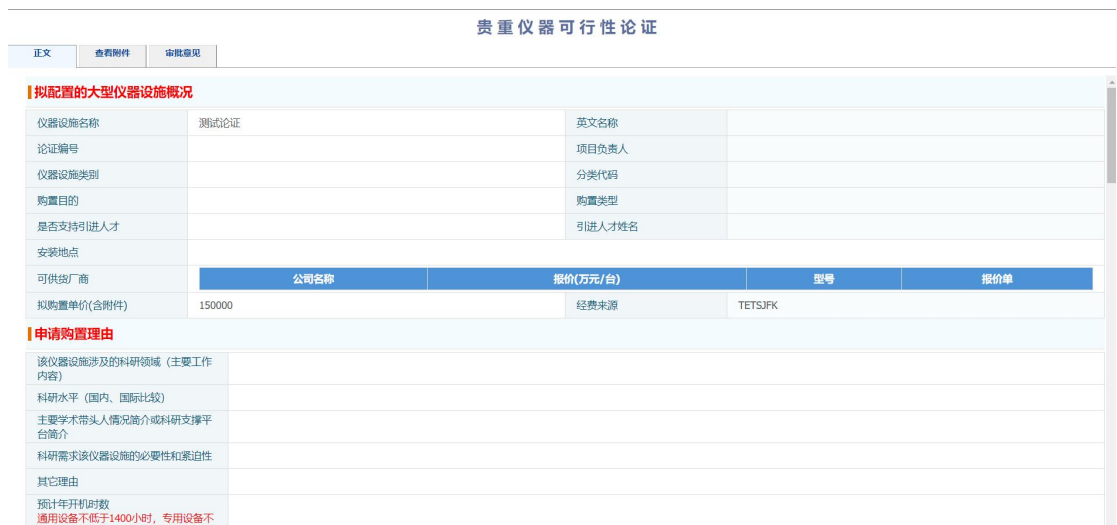 贵重仪器可行性论证
正文 查看附件 审批意见
拟配置的大型仪器设施概况
仪器设施名称 测试论证 英文名称
论证编号 项目负责人
仪器设施类别 分类代码
购置目的 购置类型
是否支持引进人才 引进人才姓名
安装地点
可供货厂商 公司名称 报价(万元/台) 型号 报价单
拟购置单价(含附件) 150000 经费来源 TETSJFK
申请购置理由
该仪器设施涉及的科研领域（主要工作
内容）
科研水平（国内、国际比较）
主要学术带头人情况简介或科研支撑平
台简介
科研需求该仪器设施的必要性和紧迫性
其它理由
预计年开机时数
通用设备不低于1400小时，专用设备不